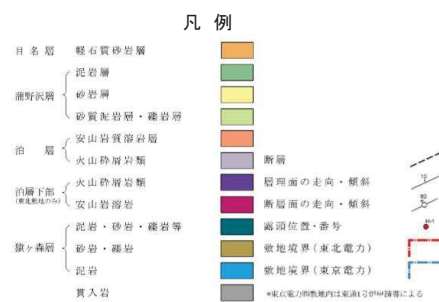 凡例
目名層 軽石質砂岩層
蒲野沢層
泥岩層
砂岩層
砂質泥岩層・礫岩層
泊層
安山岩質溶岩層
火山砕屑岩類
泊層下部
(東北敷地のみ)
火山砕屑岩類
安山岩溶岩
猿ヶ森層
泥岩・砂岩・礫岩等
砂岩・礫岩
泥岩
貫入岩
断層
層理面の走向・傾斜
断層面の走向・傾斜
露頭位置・番号
敷地境界(東北電力)
敷地境界(東京電力)
*東京電力㈱敷地内は東通1号炉申請書による
10
80